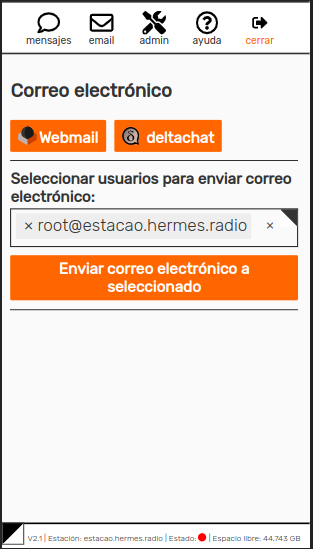 mensajes email admin ayuda cerrar
Correo electrónico
Webmail deltachat
Seleccionar usuarios para enviar correo
electrónico:
× root@estacao.hermes.radio ×
Enviar correo electrónico a
seleccionado
V2.1 | Estación: estacao.hermes.radio | Estado: | Espacio libre: 44.743 GB